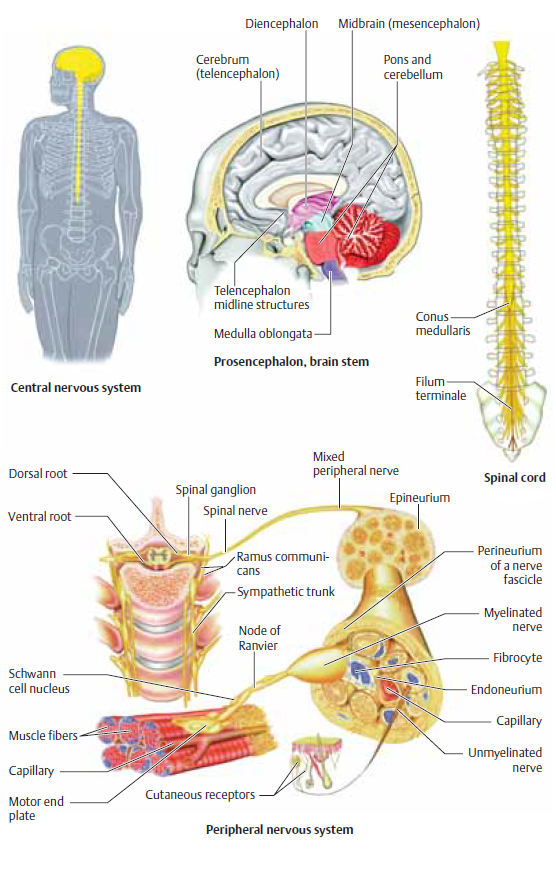 Diencephalon
Midbrain (mesencephalon)
Cerebrum
(telencephalon)
Pons and
cerebellum
Telencephalon
midline structures
Medulla oblongata
Prosencephalon, brain stem
Central nervous system
Conus
medullaris
Filum
terminale
Spinal cord
Mixed
peripheral nerve
Dorsal root
Spinal ganglion
Epineurium
Ventral root
Spinal nerve
Ramus communi-
cans
Perineurium
of a nerve
fascicle
Sympathetic trunk
Node of
Ranvier
Myelinated
nerve
Fibrocyte
Schwann
cell nucleus
Endoneurium
Capillary
Muscle fibers
Unmyelinated
nerve
Capillary
Motor end
plate
Cutaneous receptors
Peripheral nervous system